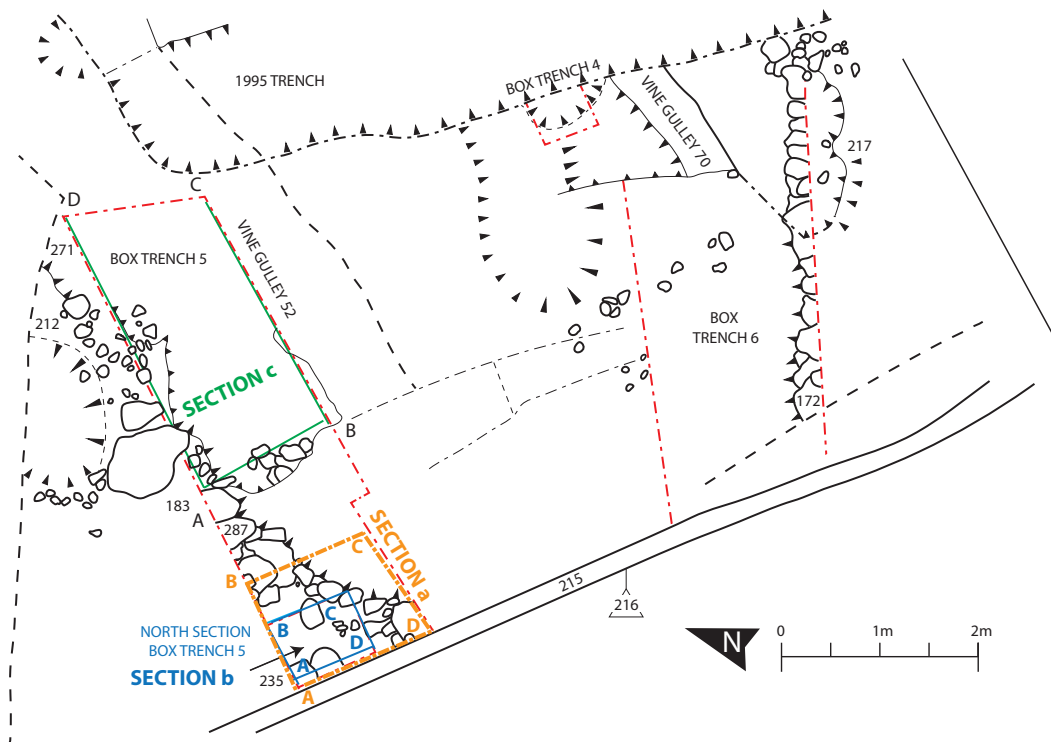 1995 TRENCH
BOX TRENCH 4
VINE GULLEY 70
217
D
C
271
BOX TRENCH 5
VINE GULLEY 52
212
BOX
TRENCH 6
SECTION c
172
B
183
A
287
SECTION a
C
B
215
216
B
C
D
NORTH SECTION
BOX TRENCH 5
D
SECTION b
A
235
A
N
0
1m
2m